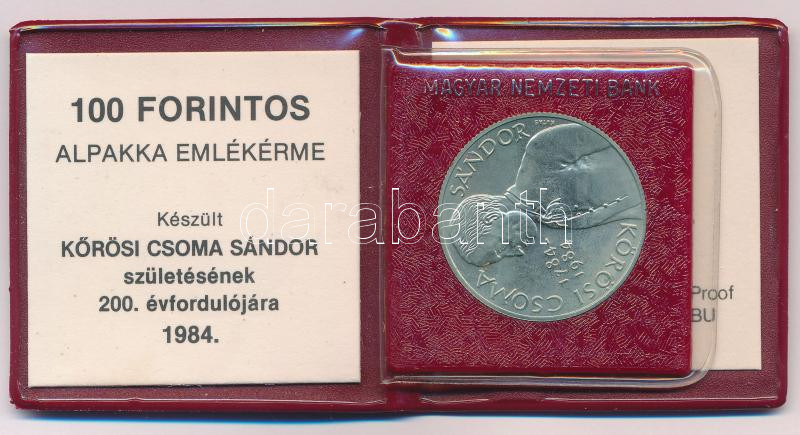 100 FORINTOS
ALPAKKA EMLÉKÉRME
Készült
KŐRÖSI CSOMA SÁNDOR
születésének
200. évfordulójára
1984.
MAGYAR NEMZETI BANK
KŐRÖSI CSOMA SÁNDOR
1784
1984
Proof
BU
darabanth